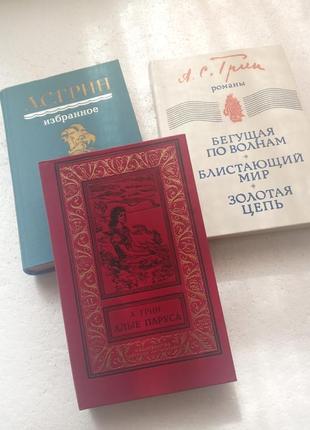 А.С.ГРИН
избранное
А. С. Грин
романы
БЕГУЩАЯ
ПО ВОЛНАМ
БЛИСТАЮЩИЙ
МИР
ЗОЛОТАЯ
ЦЕПЬ
А. ГРИН
АЛЫЕ ПАРУСА